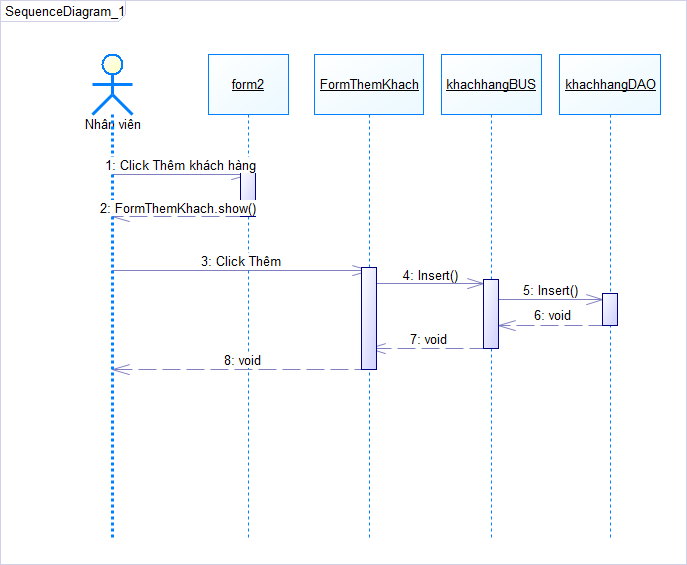 SequenceDiagram_1
Nhân viên
form2
FormThemKhach
khachhangBUS
khachhangDAO
1: Click Thêm khách hàng
2: FormThemKhach.show()
3: Click Thêm
4: Insert()
5: Insert()
6: void
7: void
8: void